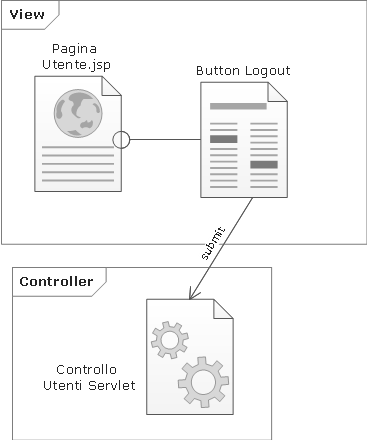 View
Pagina
Utente.jsp
Button Logout
submit
Controller
Controllo
Utenti Servlet